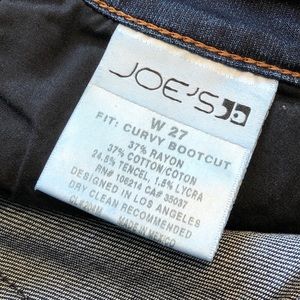 JOE'S
W 27
FIT: CURVY BOOTCUT
37% RAYON
37% COTTON/COTON
24.5% TENCEL, 1.5% LYCRA
RN# 106214 CA# 35037
DESIGNED IN LOS ANGELES
DRY CLEAN RECOMMENDED
MADE IN MEXICO